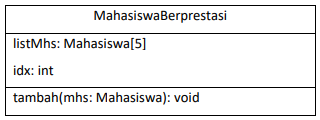 MahasiswaBerprestasi
listMhs: Mahasiswa[5]
idx: int
tambah(mhs: Mahasiswa): void